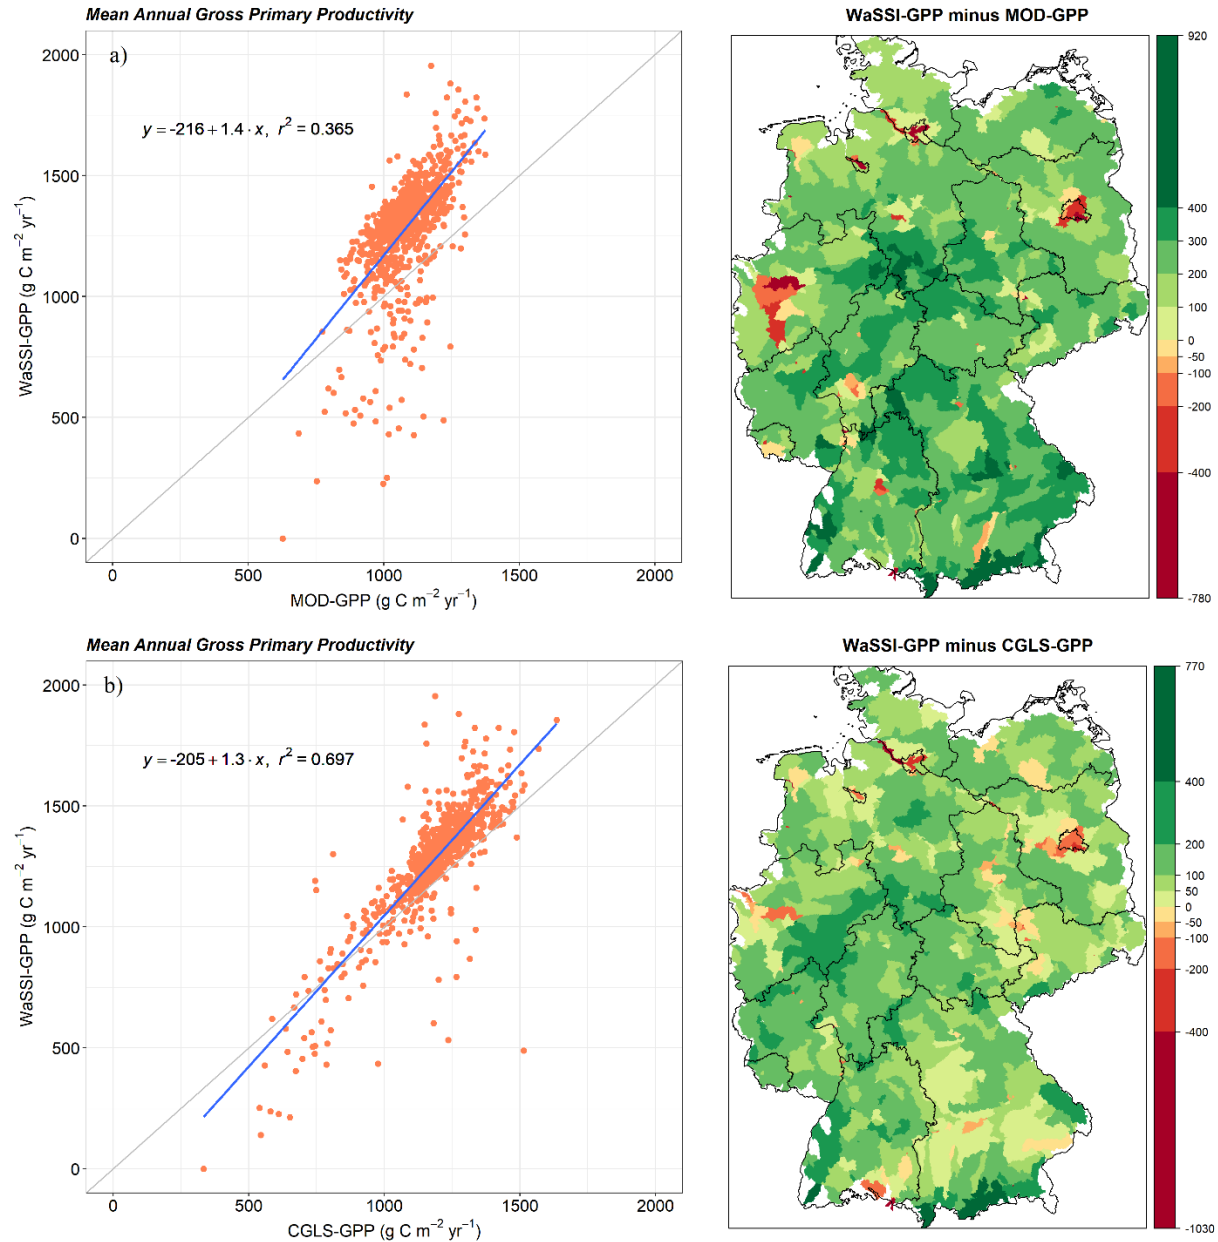 Mean Annual Gross Primary Productivity
a)
y = -216 + 1.4 · x, r² = 0.365
2000
1500
1000
500
0
WaSSI-GPP (g C m⁻² yr⁻¹)
0 500 1000 1500 2000
MOD-GPP (g C m⁻² yr⁻¹)
WaSSI-GPP minus MOD-GPP
920
400
300
200
100
0
-50
-100
-200
-400
-780
Mean Annual Gross Primary Productivity
b)
y = -205 + 1.3 · x, r² = 0.697
2000
1500
1000
500
0
WaSSI-GPP (g C m⁻² yr⁻¹)
0 500 1000 1500 2000
CGLS-GPP (g C m⁻² yr⁻¹)
WaSSI-GPP minus CGLS-GPP
770
400
200
100
50
0
-50
-100
-200
-400
-1030